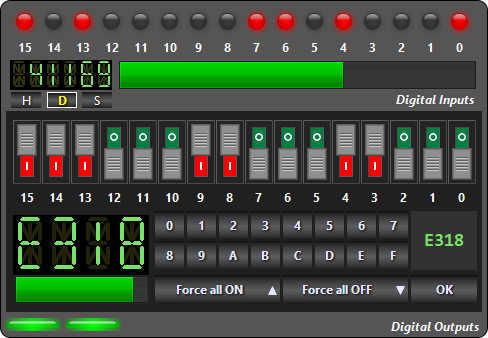 15 14 13 12 11 10 9 8 7 6 5 4 3 2 1 0
41169
H D S
Digital Inputs
15 14 13 12 11 10 9 8 7 6 5 4 3 2 1 0
E318
0 1 2 3 4 5 6 7
8 9 A B C D E F
E318
Force all ON ▲ Force all OFF ▼ OK
Digital Outputs